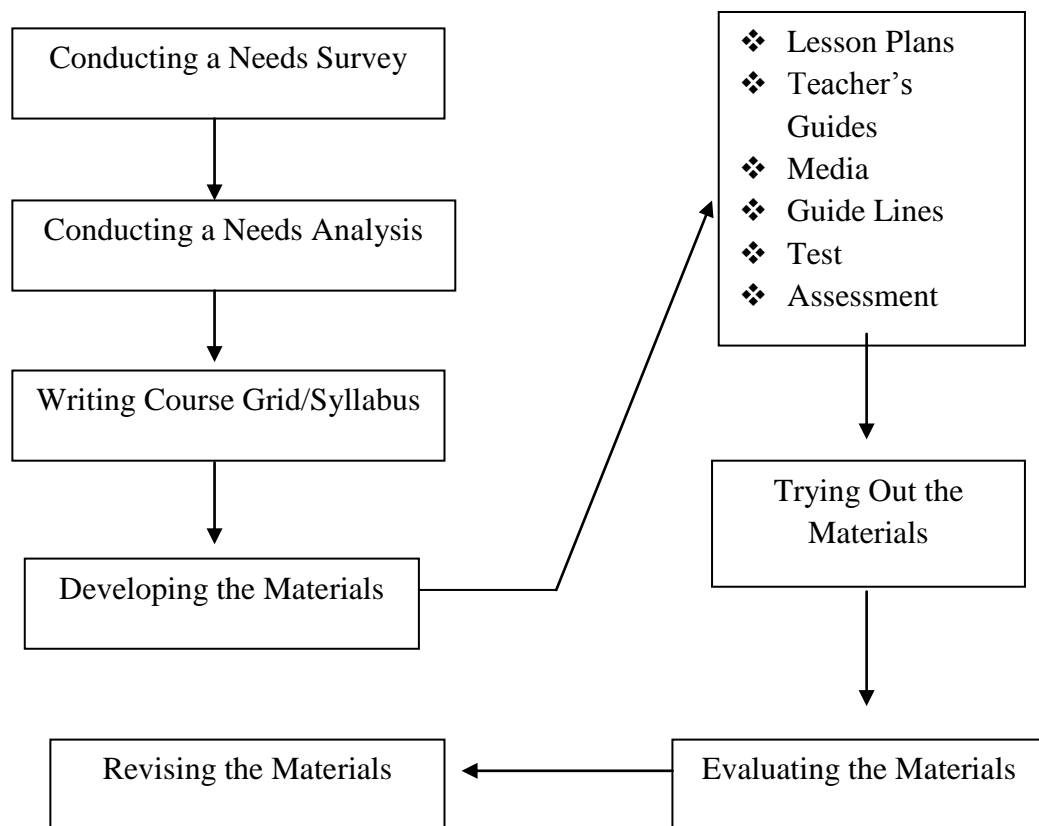 Conducting a Needs Survey
Conducting a Needs Analysis
Writing Course Grid/Syllabus
Developing the Materials
❖ Lesson Plans
❖ Teacher’s
Guides
❖ Media
❖ Guide Lines
❖ Test
❖ Assessment
Trying Out the
Materials
Evaluating the Materials
Revising the Materials